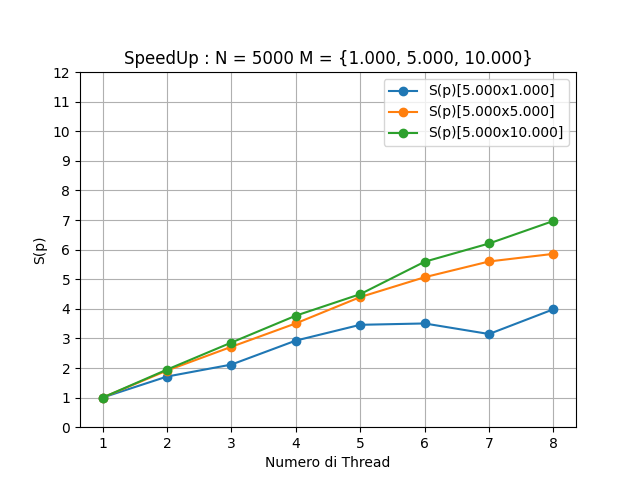 SpeedUp : N = 5000 M = {1.000, 5.000, 10.000}
12
11
10
9
8
7
6
5
4
3
2
1
0
S(p)
S(p)[5.000x1.000]
S(p)[5.000x5.000]
S(p)[5.000x10.000]
1 2 3 4 5 6 7 8
Numero di Thread